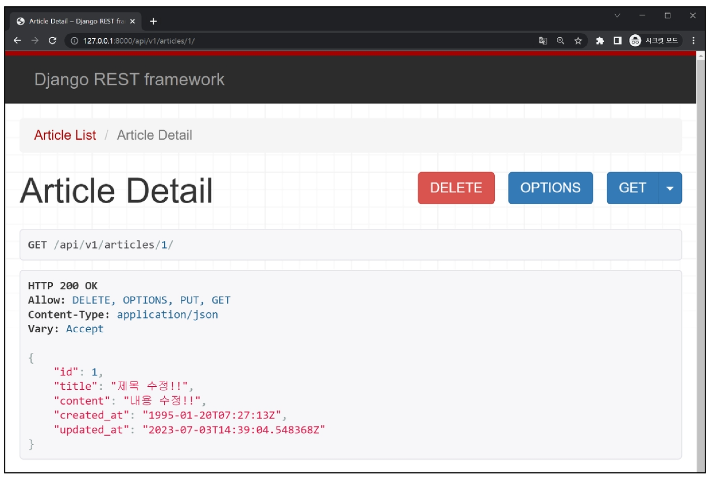 Article Detail – Django REST fra
127.0.0.1:8000/api/v1/articles/1/
시크릿 모드
Django REST framework
Article List / Article Detail
Article Detail
DELETE
OPTIONS
GET
GET /api/v1/articles/1/
HTTP 200 OK
Allow: DELETE, OPTIONS, PUT, GET
Content-Type: application/json
Vary: Accept
{
"id": 1,
"title": "제목 수정!!",
"content": "내용 수정!!",
"created_at": "1995-01-20T07:27:13Z",
"updated_at": "2023-07-03T14:39:04.548368Z"
}